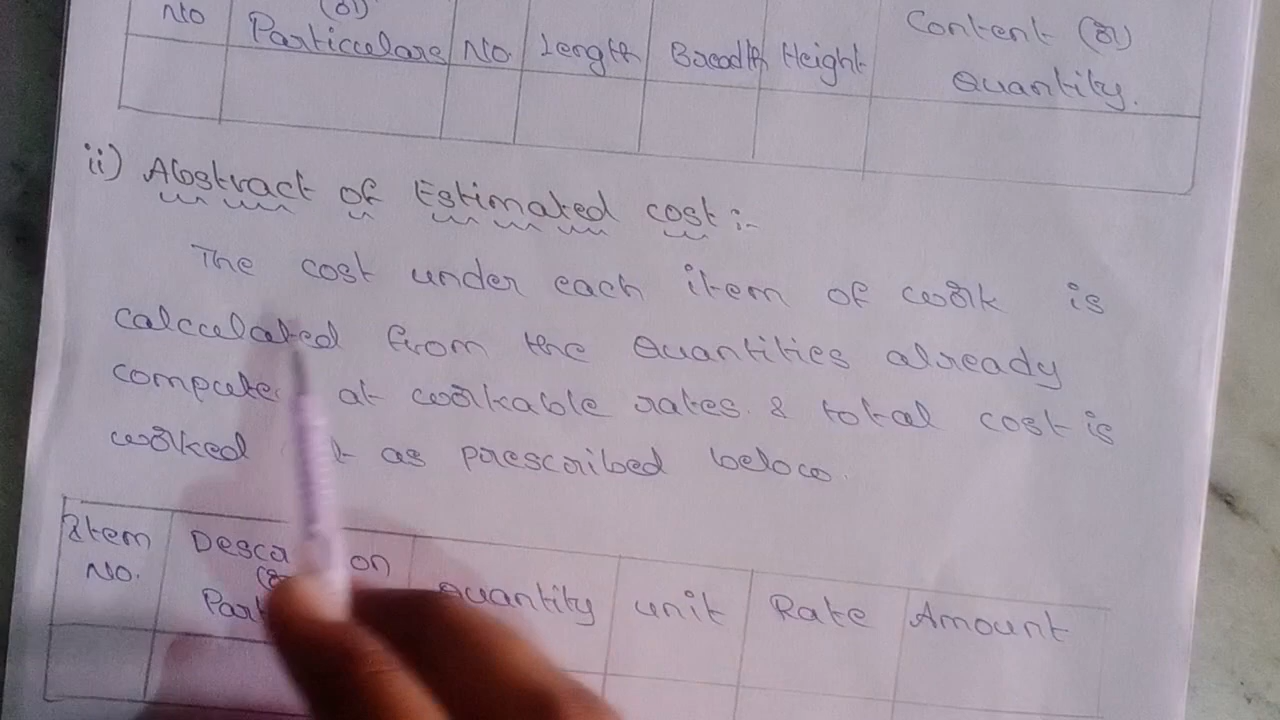 No Particulars No. Length Breadth Height Content (or)
(or) Quantity.
ii) Abstract of Estimated cost :-
The cost under each item of work is
calculated from the Quantities already
compute at workable rates & total cost is
worked as prescribed below.
Item No. Quantity unit Rate Amount